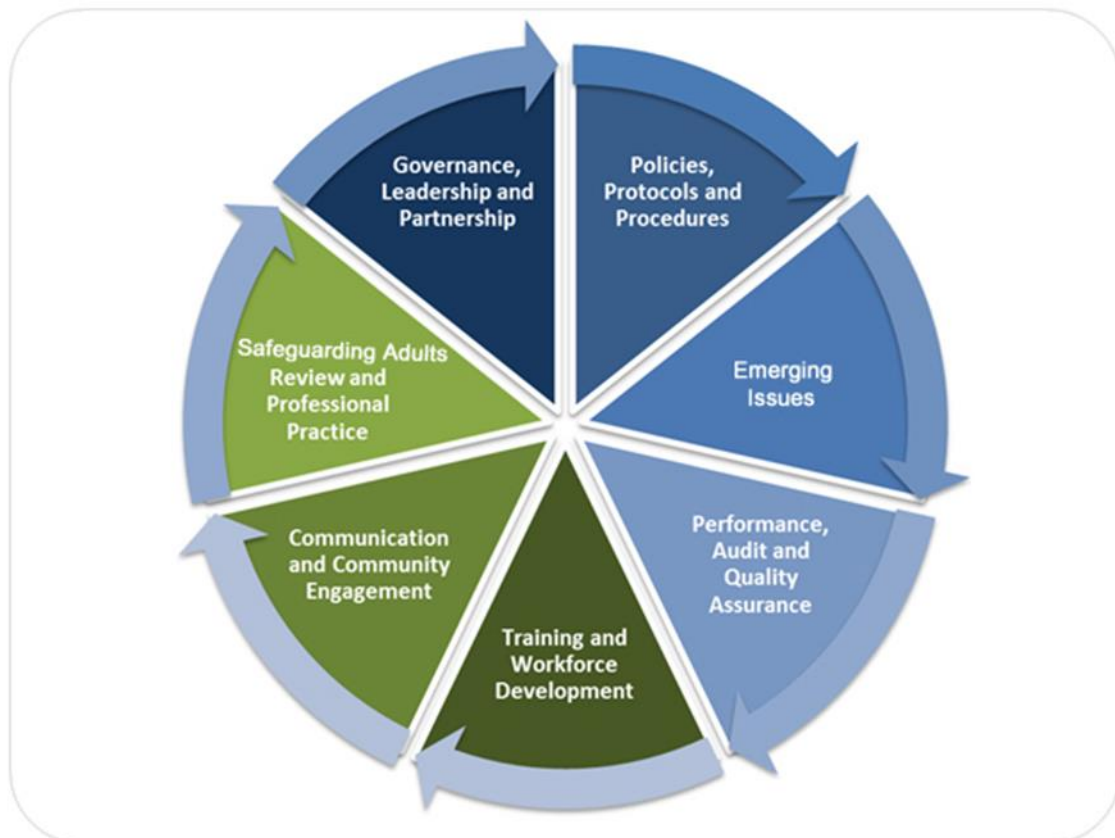 Governance,
Leadership and
Partnership
Policies,
Protocols and
Procedures
Emerging
Issues
Performance,
Audit and
Quality
Assurance
Training and
Workforce
Development
Communication
and Community
Engagement
Safeguarding Adults
Review and
Professional
Practice